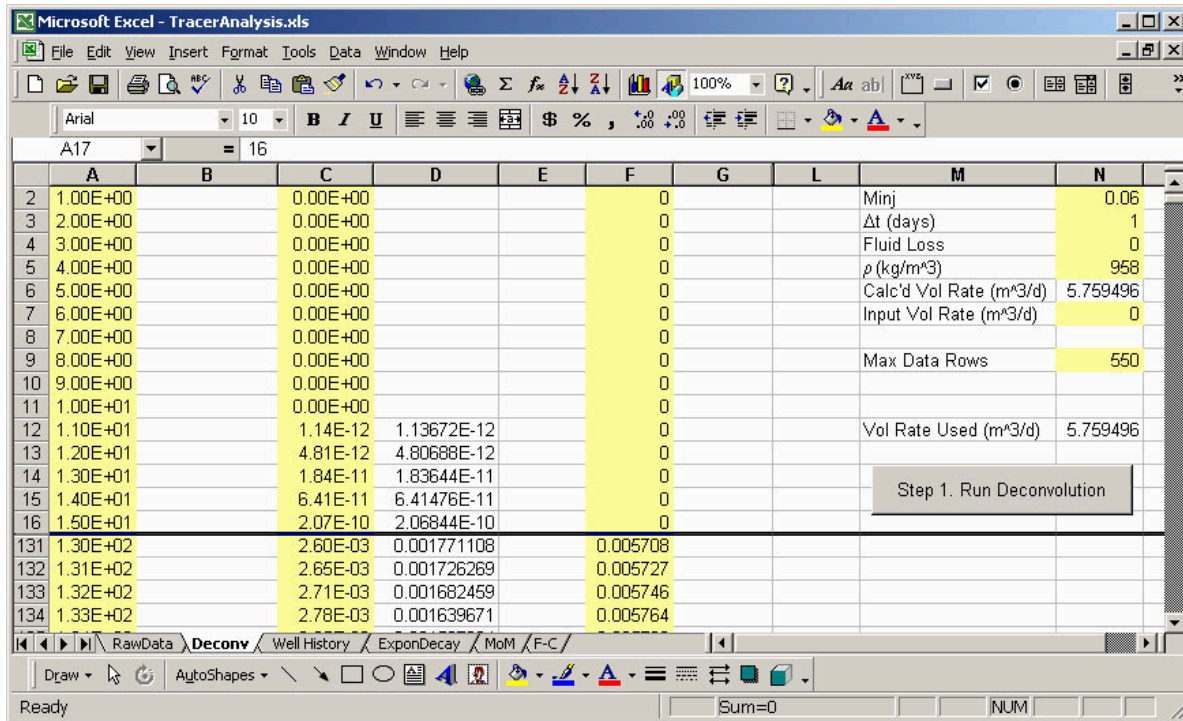 Microsoft Excel - TracerAnalysis.xls
File Edit View Insert Format Tools Data Window Help
100%
Arial 10 B I U $ % ,
A17 = 16
A B C D E F G L M N
2 1.00E+00 0.00E+00 0 Minj 0.06
3 2.00E+00 0.00E+00 0 Δt (days) 1
4 3.00E+00 0.00E+00 0 Fluid Loss 0
5 4.00E+00 0.00E+00 0 ρ (kg/m^3) 958
6 5.00E+00 0.00E+00 0 Calc'd Vol Rate (m^3/d) 5.759496
7 6.00E+00 0.00E+00 0 Input Vol Rate (m^3/d) 0
8 7.00E+00 0.00E+00 0
9 8.00E+00 0.00E+00 0 Max Data Rows 550
10 9.00E+00 0.00E+00 0
11 1.00E+01 0.00E+00 0
12 1.10E+01 1.14E-12 1.13672E-12 0 Vol Rate Used (m^3/d) 5.759496
13 1.20E+01 4.81E-12 4.80688E-12 0
14 1.30E+01 1.84E-11 1.83644E-11 0
15 1.40E+01 6.41E-11 6.41476E-11 0 Step 1. Run Deconvolution
16 1.50E+01 2.07E-10 2.06844E-10 0
131 1.30E+02 2.60E-03 0.001771108 0.005708
132 1.31E+02 2.65E-03 0.001726269 0.005727
133 1.32E+02 2.71E-03 0.001682459 0.005746
134 1.33E+02 2.78E-03 0.001639671 0.005764
RawData Deconv Well History ExponDecay MoM F-C
Draw AutoShapes
Ready Sum=0 NUM